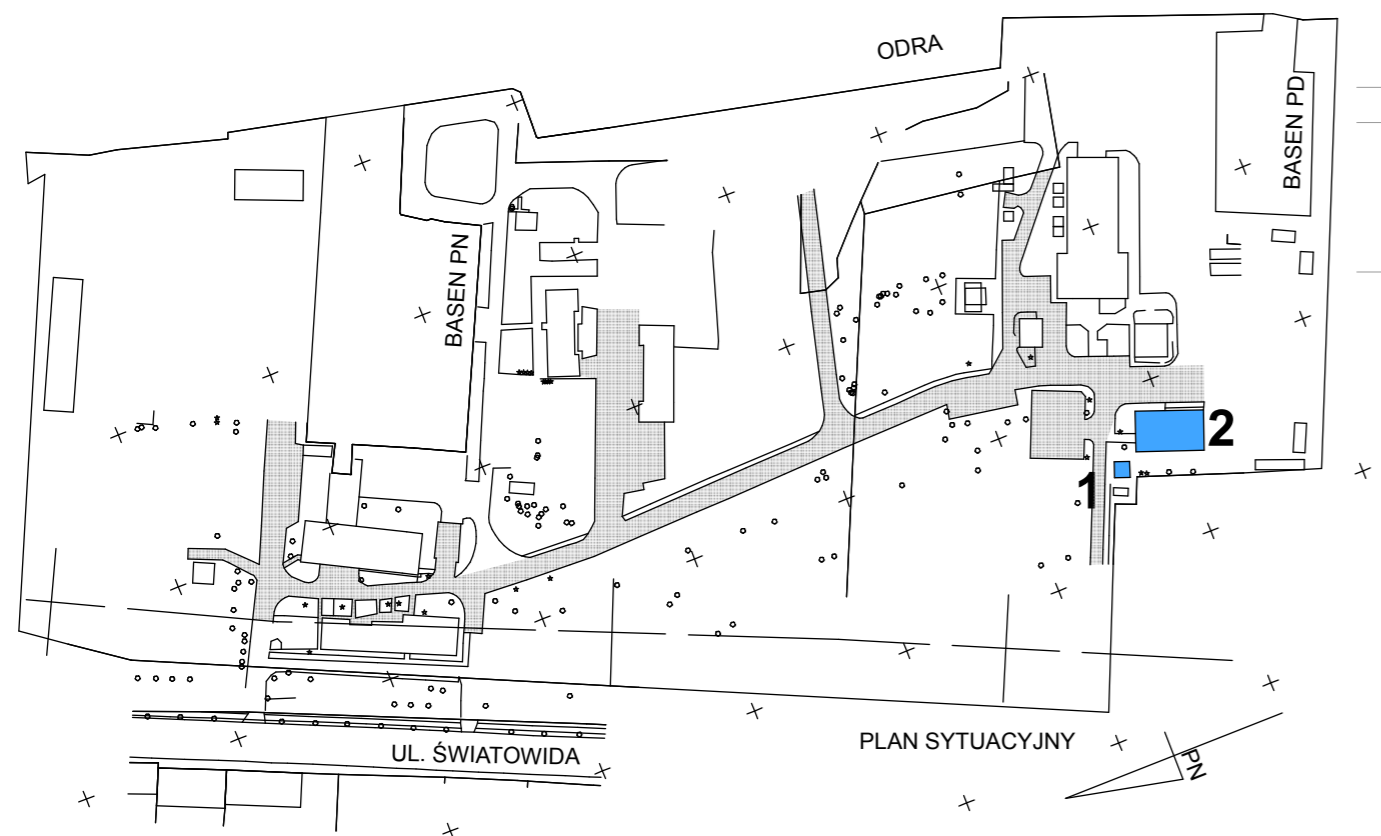 ODRA
BASEN PD
BASEN PN
2
1
UL. ŚWIATOWIDA
PLAN SYTUACYJNY
PN